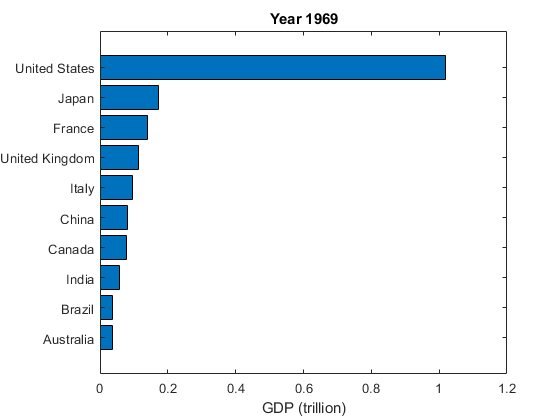 Year 1969
United States
Japan
France
United Kingdom
Italy
China
Canada
India
Brazil
Australia
0 0.2 0.4 0.6 0.8 1 1.2
GDP (trillion)